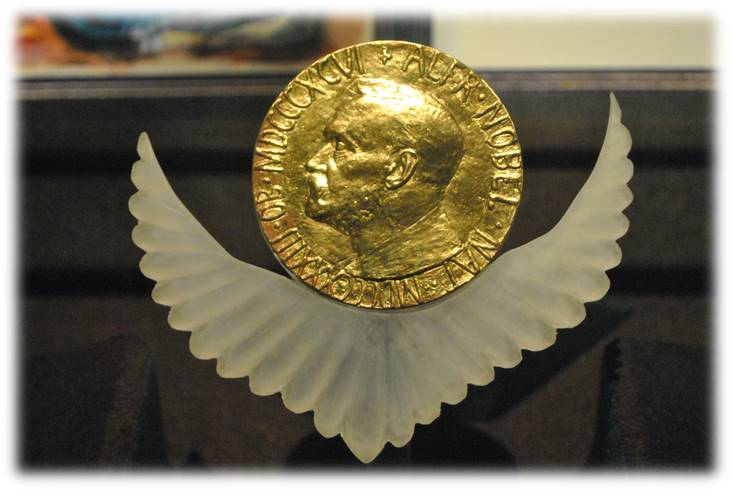 ALFR · NOBEL · NAT · MDCCCXXXIII · OB · MDCCCXCVI +